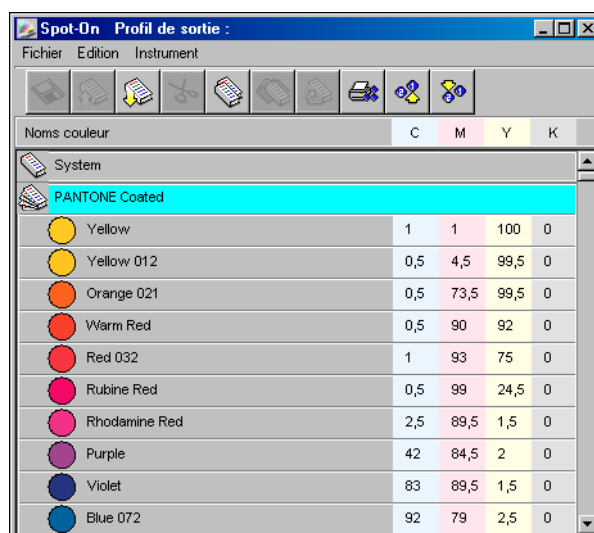 Spot-On Profil de sortie :
Fichier Edition Instrument
Noms couleur C M Y K
System
PANTONE Coated
Yellow 1 1 100 0
Yellow 012 0,5 4,5 99,5 0
Orange 021 0,5 73,5 99,5 0
Warm Red 0,5 90 92 0
Red 032 1 93 75 0
Rubine Red 0,5 99 24,5 0
Rhodamine Red 2,5 89,5 1,5 0
Purple 42 84,5 2 0
Violet 83 89,5 1,5 0
Blue 072 92 79 2,5 0